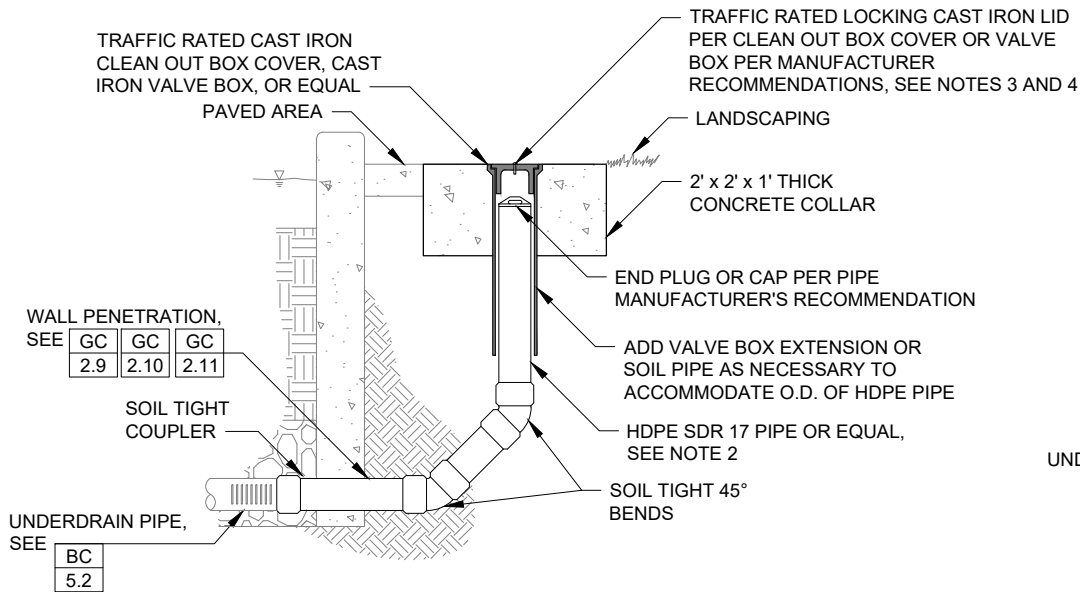 TRAFFIC RATED CAST IRON
CLEAN OUT BOX COVER, CAST
IRON VALVE BOX, OR EQUAL
PAVED AREA
TRAFFIC RATED LOCKING CAST IRON LID
PER CLEAN OUT BOX COVER OR VALVE
BOX PER MANUFACTURER
RECOMMENDATIONS, SEE NOTES 3 AND 4
LANDSCAPING
2' x 2' x 1' THICK
CONCRETE COLLAR
END PLUG OR CAP PER PIPE
MANUFACTURER'S RECOMMENDATION
WALL PENETRATION,
SEE GC GC GC
2.9 2.10 2.11
ADD VALVE BOX EXTENSION OR
SOIL PIPE AS NECESSARY TO
ACCOMMODATE O.D. OF HDPE PIPE
SOIL TIGHT
COUPLER
HDPE SDR 17 PIPE OR EQUAL,
SEE NOTE 2
UND
SOIL TIGHT 45°
BENDS
UNDERDRAIN PIPE,
SEE
BC
5.2